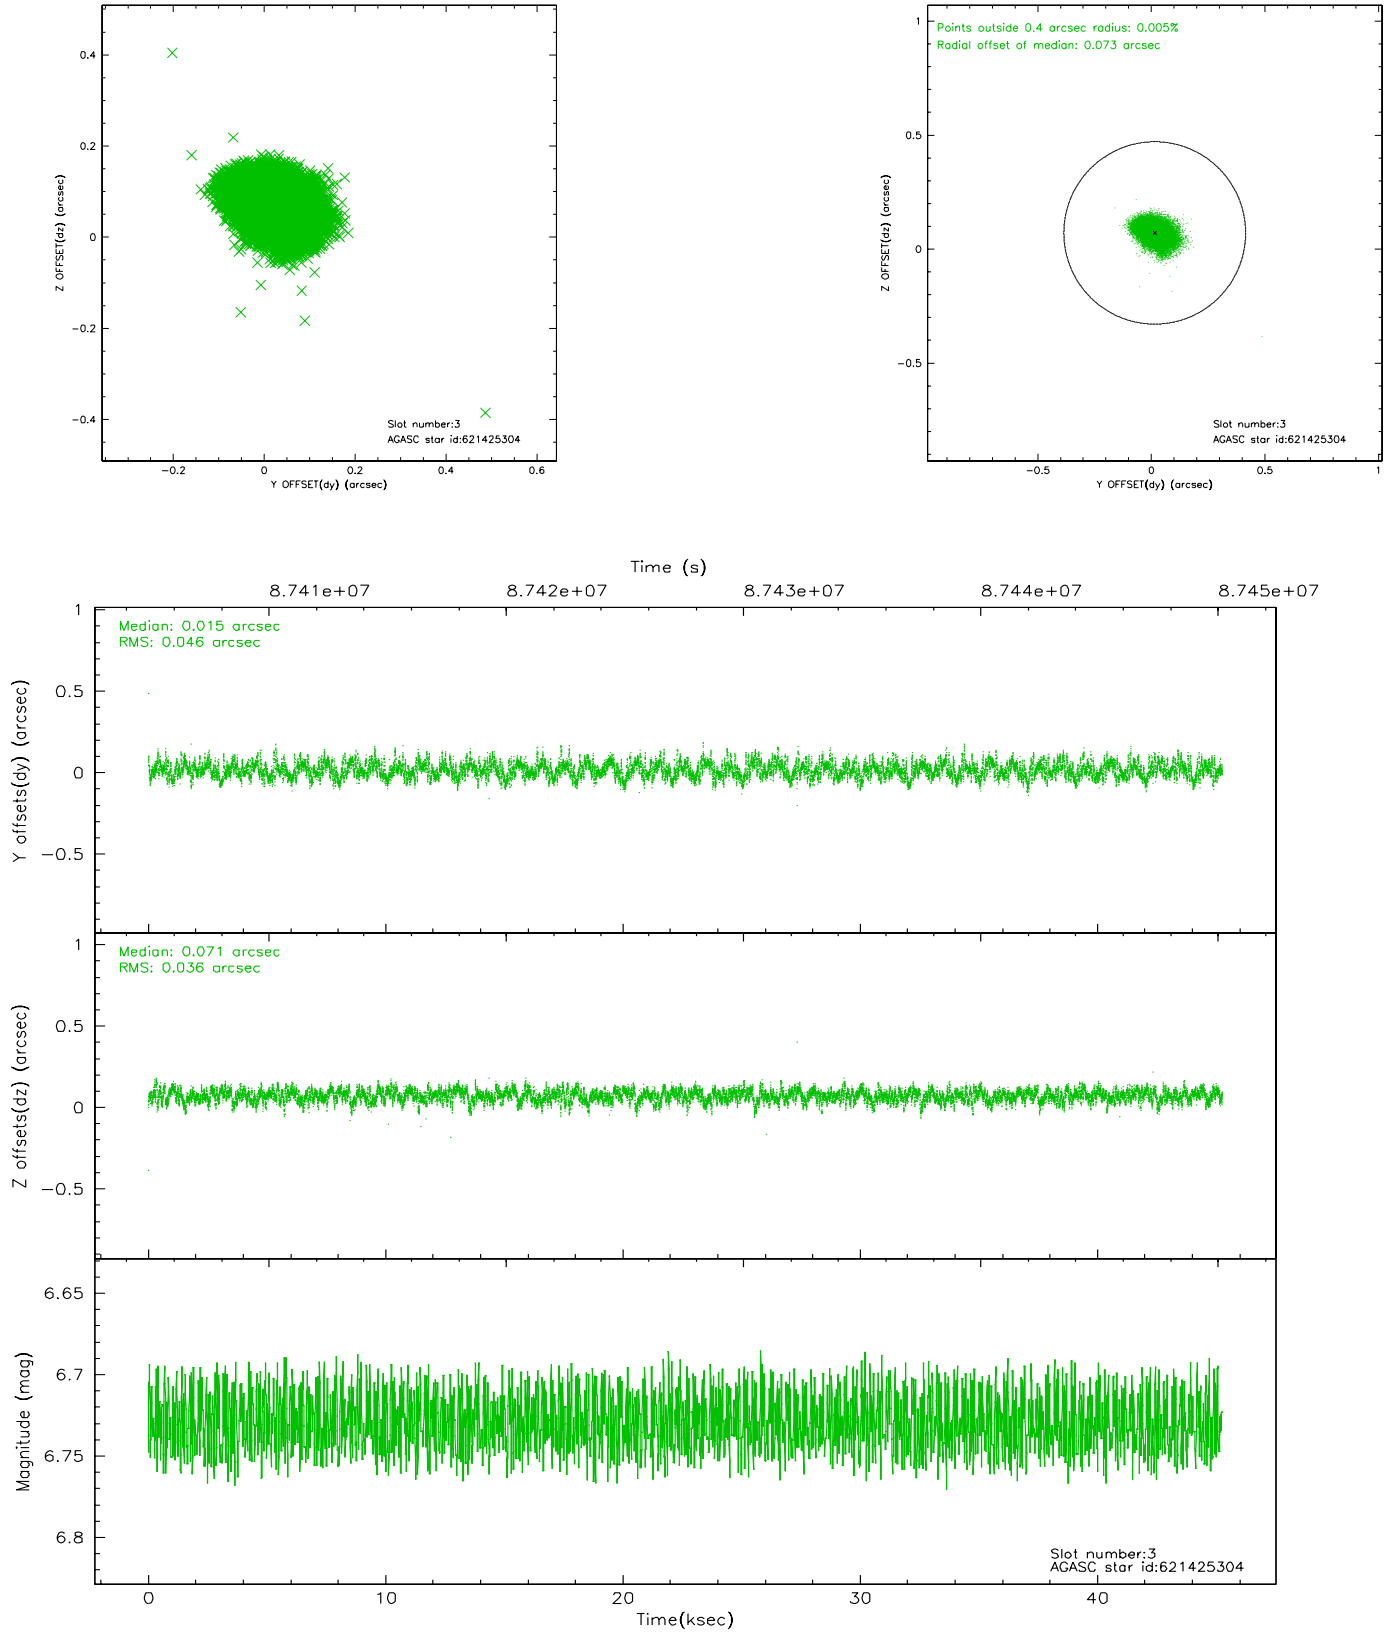 0.4
0.2
0
-0.2
-0.4
Z OFFSET(dz) (arcsec)
Slot number:3
AGASC star id:621425304
-0.2 0 0.2 0.4 0.6
Y OFFSET(dy) (arcsec)
Points outside 0.4 arcsec radius: 0.005%
Radial offset of median: 0.073 arcsec
1
0.5
0
-0.5
Z OFFSET(dz) (arcsec)
Slot number:3
AGASC star id:621425304
-0.5 0 0.5 1
Y OFFSET(dy) (arcsec)
Time (s)
8.741e+07 8.742e+07 8.743e+07 8.744e+07 8.745e+07
Median: 0.015 arcsec
RMS: 0.046 arcsec
1
0.5
0
-0.5
Y offsets(dy) (arcsec)
Median: 0.071 arcsec
RMS: 0.036 arcsec
1
0.5
0
-0.5
Z offsets(dz) (arcsec)
6.65
6.7
6.75
6.8
Magnitude (mag)
Slot number:3
AGASC star id:621425304
0 10 20 30 40
Time(ksec)